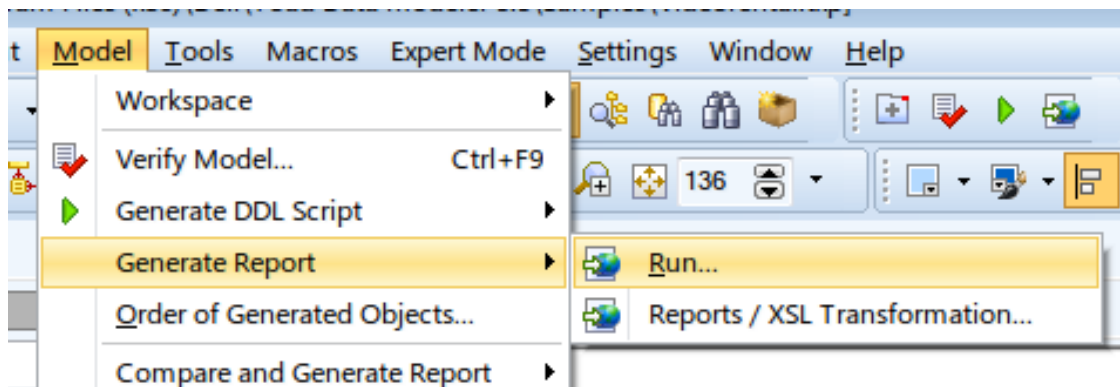 t Model Tools Macros Expert Mode Settings Window Help
Workspace
Verify Model... Ctrl+F9
136
Generate DDL Script
Generate Report
Run...
Order of Generated Objects...
Reports / XSL Transformation...
Compare and Generate Report